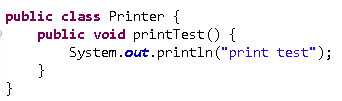 public class Printer {
    public void printTest() {
        System.out.println("print test");
    }
}